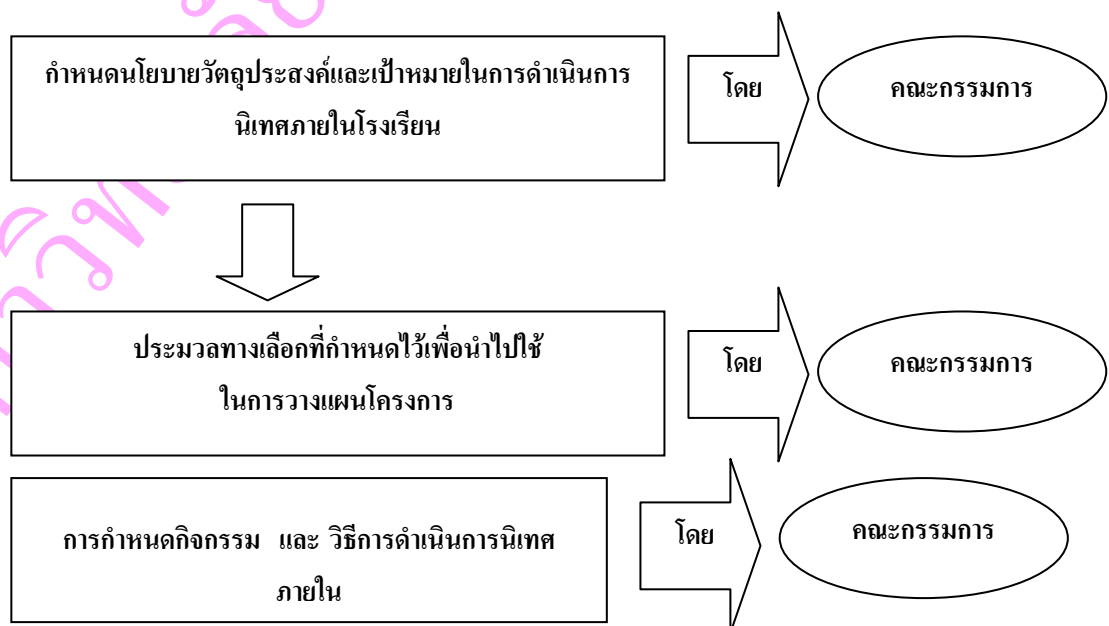 กำหนดนโยบายวัตถุประสงค์และเป้าหมายในการดำเนินการ
นิเทศภายในโรงเรียน
โดย
คณะกรรมการ
ประมวลทางเลือกที่กำหนดไว้เพื่อนำไปใช้
ในการวางแผนโครงการ
โดย
คณะกรรมการ
การกำหนดกิจกรรม และ วิธีการดำเนินการนิเทศ
ภายใน
โดย
คณะกรรมการ